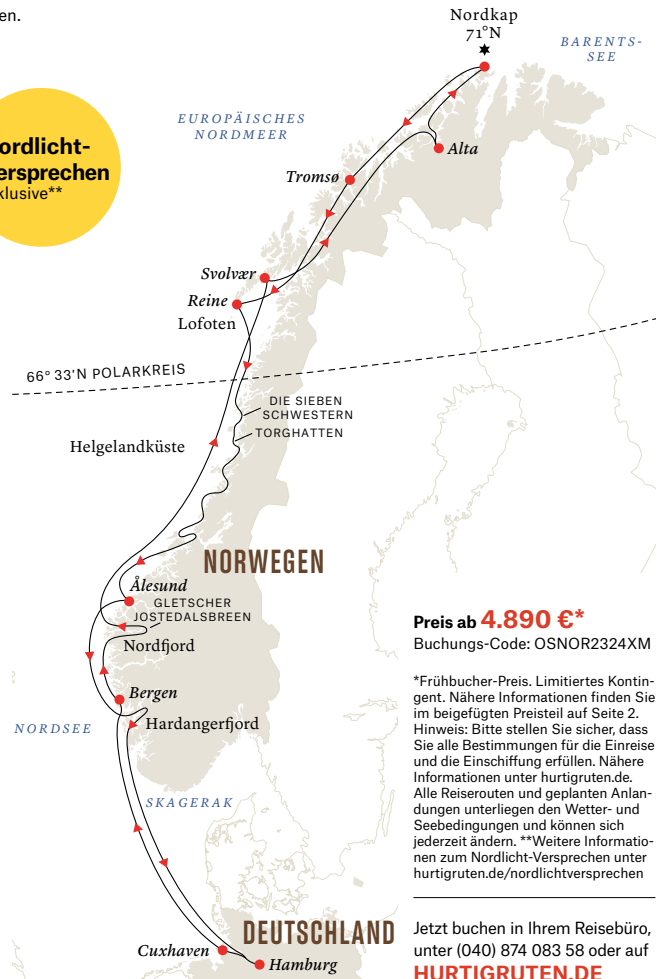 en.
Nordkap
71°N
BARENTS-
SEE
EUROPÄISCHES
NORDMEER
ordlicht-
ersprechen
klusive**
Alta
Tromsø
Svolvær
Reine
Lofoten
66° 33'N POLARKREIS
DIE SIEBEN
SCHWESTERN
TORGHATTEN
Helgelandküste
NORWEGEN
Ålesund
GLETSCHER
JOSTEDALSBREEN
Nordfjord
Bergen
NORDSEE
Hardangerfjord
SKAGERAK
DEUTSCHLAND
Cuxhaven
Hamburg
Preis ab 4.890 €*
Buchungs-Code: OSNOR2324XM
*Frühbucher-Preis. Limitiertes Kontin-
gent. Nähere Informationen finden Sie
im beigefügten Preisteil auf Seite 2.
Hinweis: Bitte stellen Sie sicher, dass
Sie alle Bestimmungen für die Einreise
und die Einschiffung erfüllen. Nähere
Informationen unter hurtigruten.de.
Alle Reiserouten und geplanten Anlan-
dungen unterliegen den Wetter- und
Seebedingungen und können sich
jederzeit ändern. **Weitere Informatio-
nen zum Nordlicht-Versprechen unter
hurtigruten.de/nordlichtversprechen
Jetzt buchen in Ihrem Reisebüro,
unter (040) 874 083 58 oder auf
HURTIGRUTEN.DE